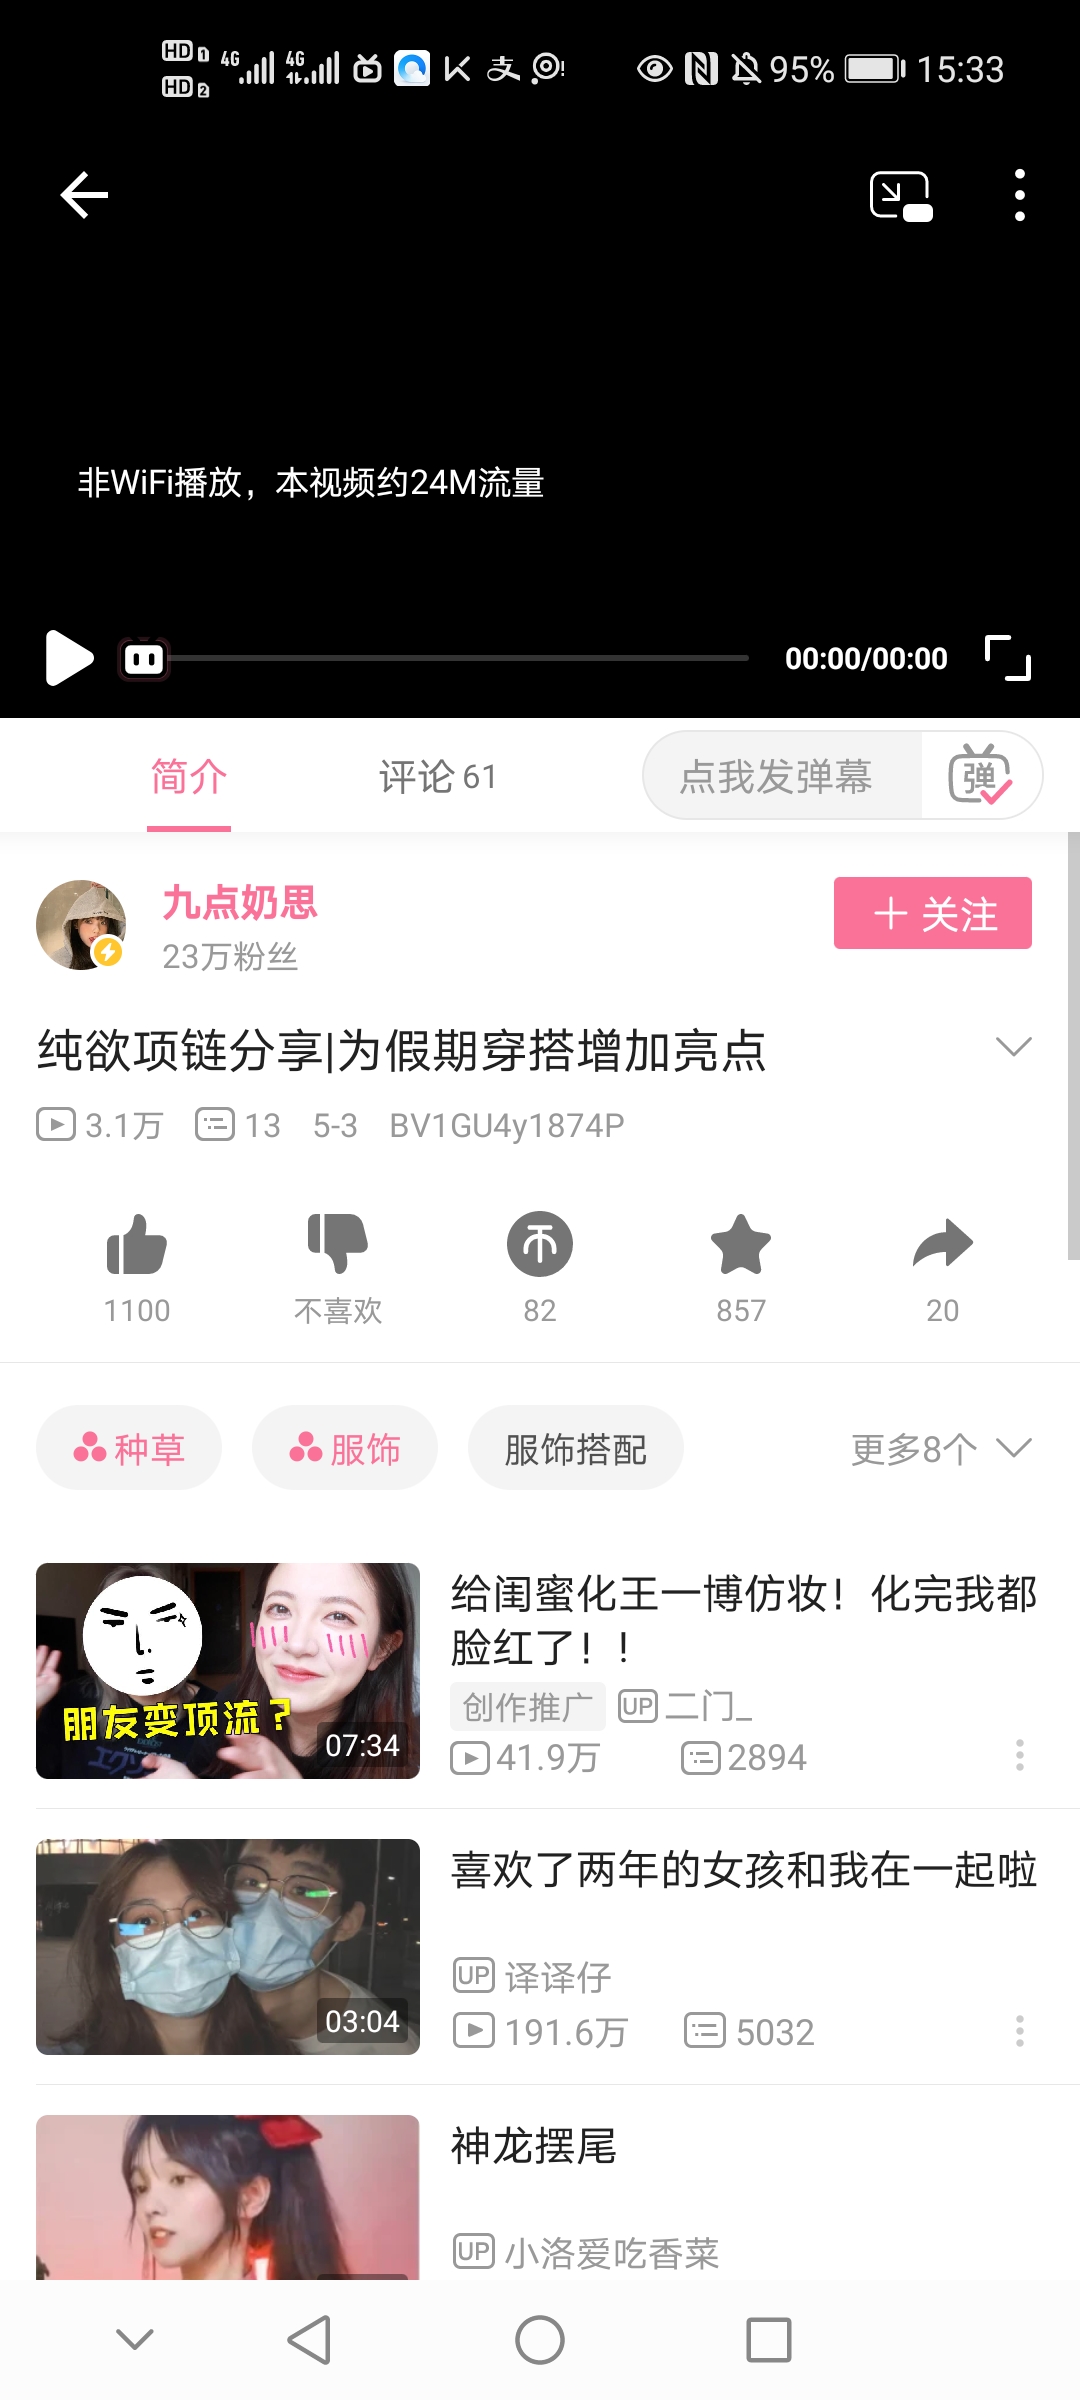 HD 1 4G 4G 95% 15:33
HD 2
非WiFi播放，本视频约24M流量
00:00/00:00
简介 评论 61 点我发弹幕 弹
九点奶思
23万粉丝
+ 关注
纯欲项链分享|为假期穿搭增加亮点
3.1万 13 5-3 BV1GU4y1874P
1100 不喜欢 82 857 20
种草 服饰 服饰搭配 更多8个
朋友变顶流？
07:34
给闺蜜化王一博仿妆！化完我都
脸红了！！
创作推广 UP 二门_
41.9万 2894
03:04
喜欢了两年的女孩和我在一起啦
UP 译译仔
191.6万 5032
神龙摆尾
UP 小洛爱吃香菜